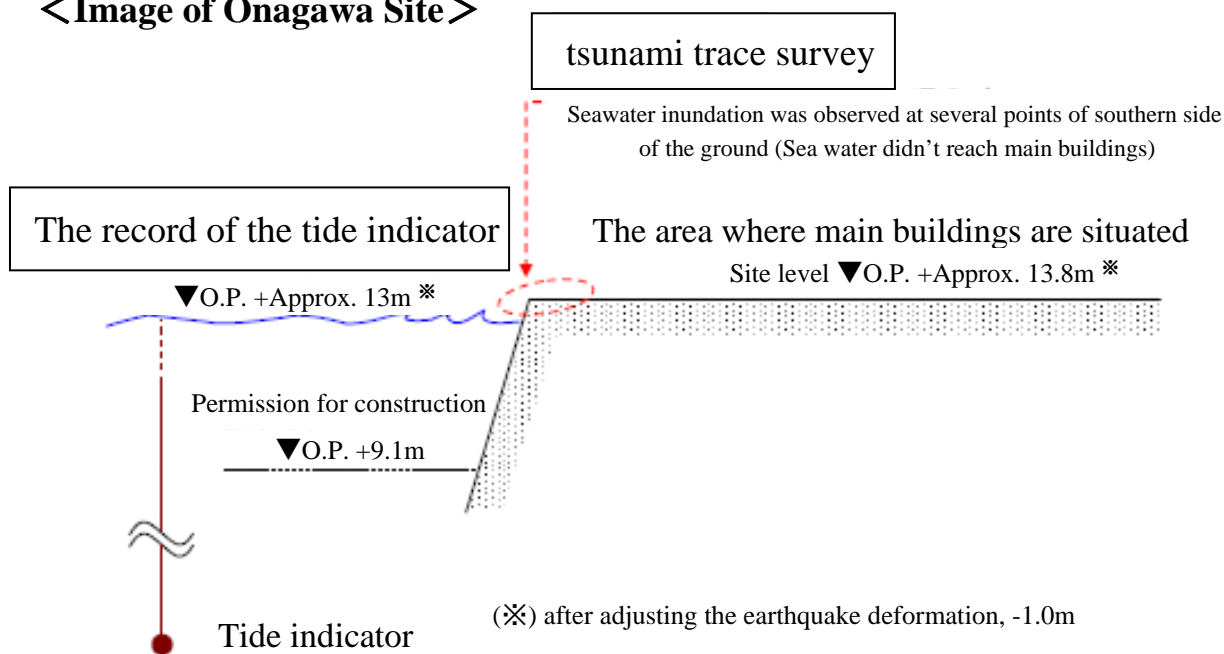 ＜Image of Onagawa Site＞
tsunami trace survey
Seawater inundation was observed at several points of southern side
of the ground (Sea water didn’t reach main buildings)
The record of the tide indicator
The area where main buildings are situated
Site level ▼O.P. +Approx. 13.8m ※
▼O.P. +Approx. 13m ※
Permission for construction
▼O.P. +9.1m
(※) after adjusting the earthquake deformation, -1.0m
Tide indicator